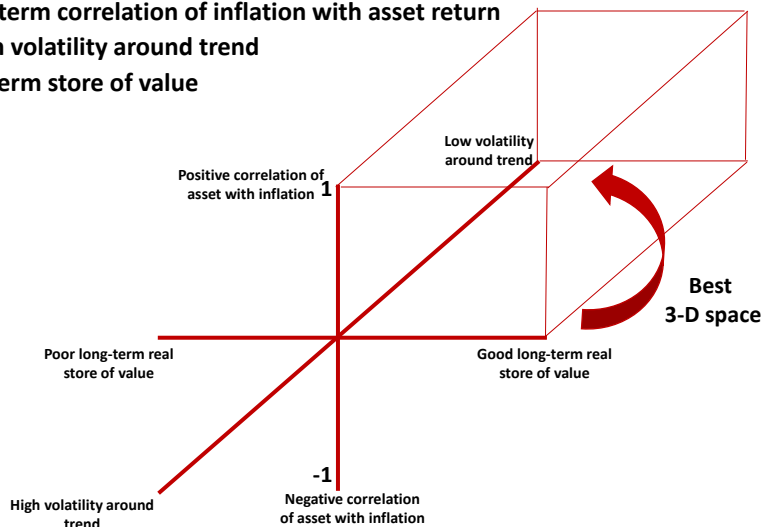 term correlation of inflation with asset return
volatility around trend
erm store of value
Low volatility
around trend
Positive correlation of
asset with inflation 1
Best
3-D space
Poor long-term real
store of value
Good long-term real
store of value
-1
High volatility around
trend
Negative correlation
of asset with inflation